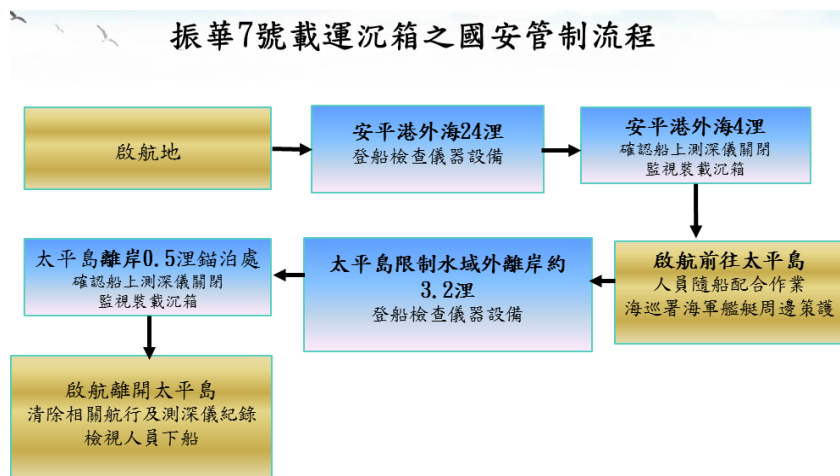 振華7號載運沉箱之國安管制流程
啟航地
安平港外海24浬
登船檢查儀器設備
安平港外海4浬
確認船上測深儀關閉
監視裝載沉箱
啟航前往太平島
人員隨船配合作業
海巡署海軍艦艇周邊策護
太平島限制水域外離岸約
3.2浬
登船檢查儀器設備
太平島離岸0.5浬錨泊處
確認船上測深儀關閉
監視裝載沉箱
啟航離開太平島
清除相關航行及測深儀紀錄
檢視人員下船